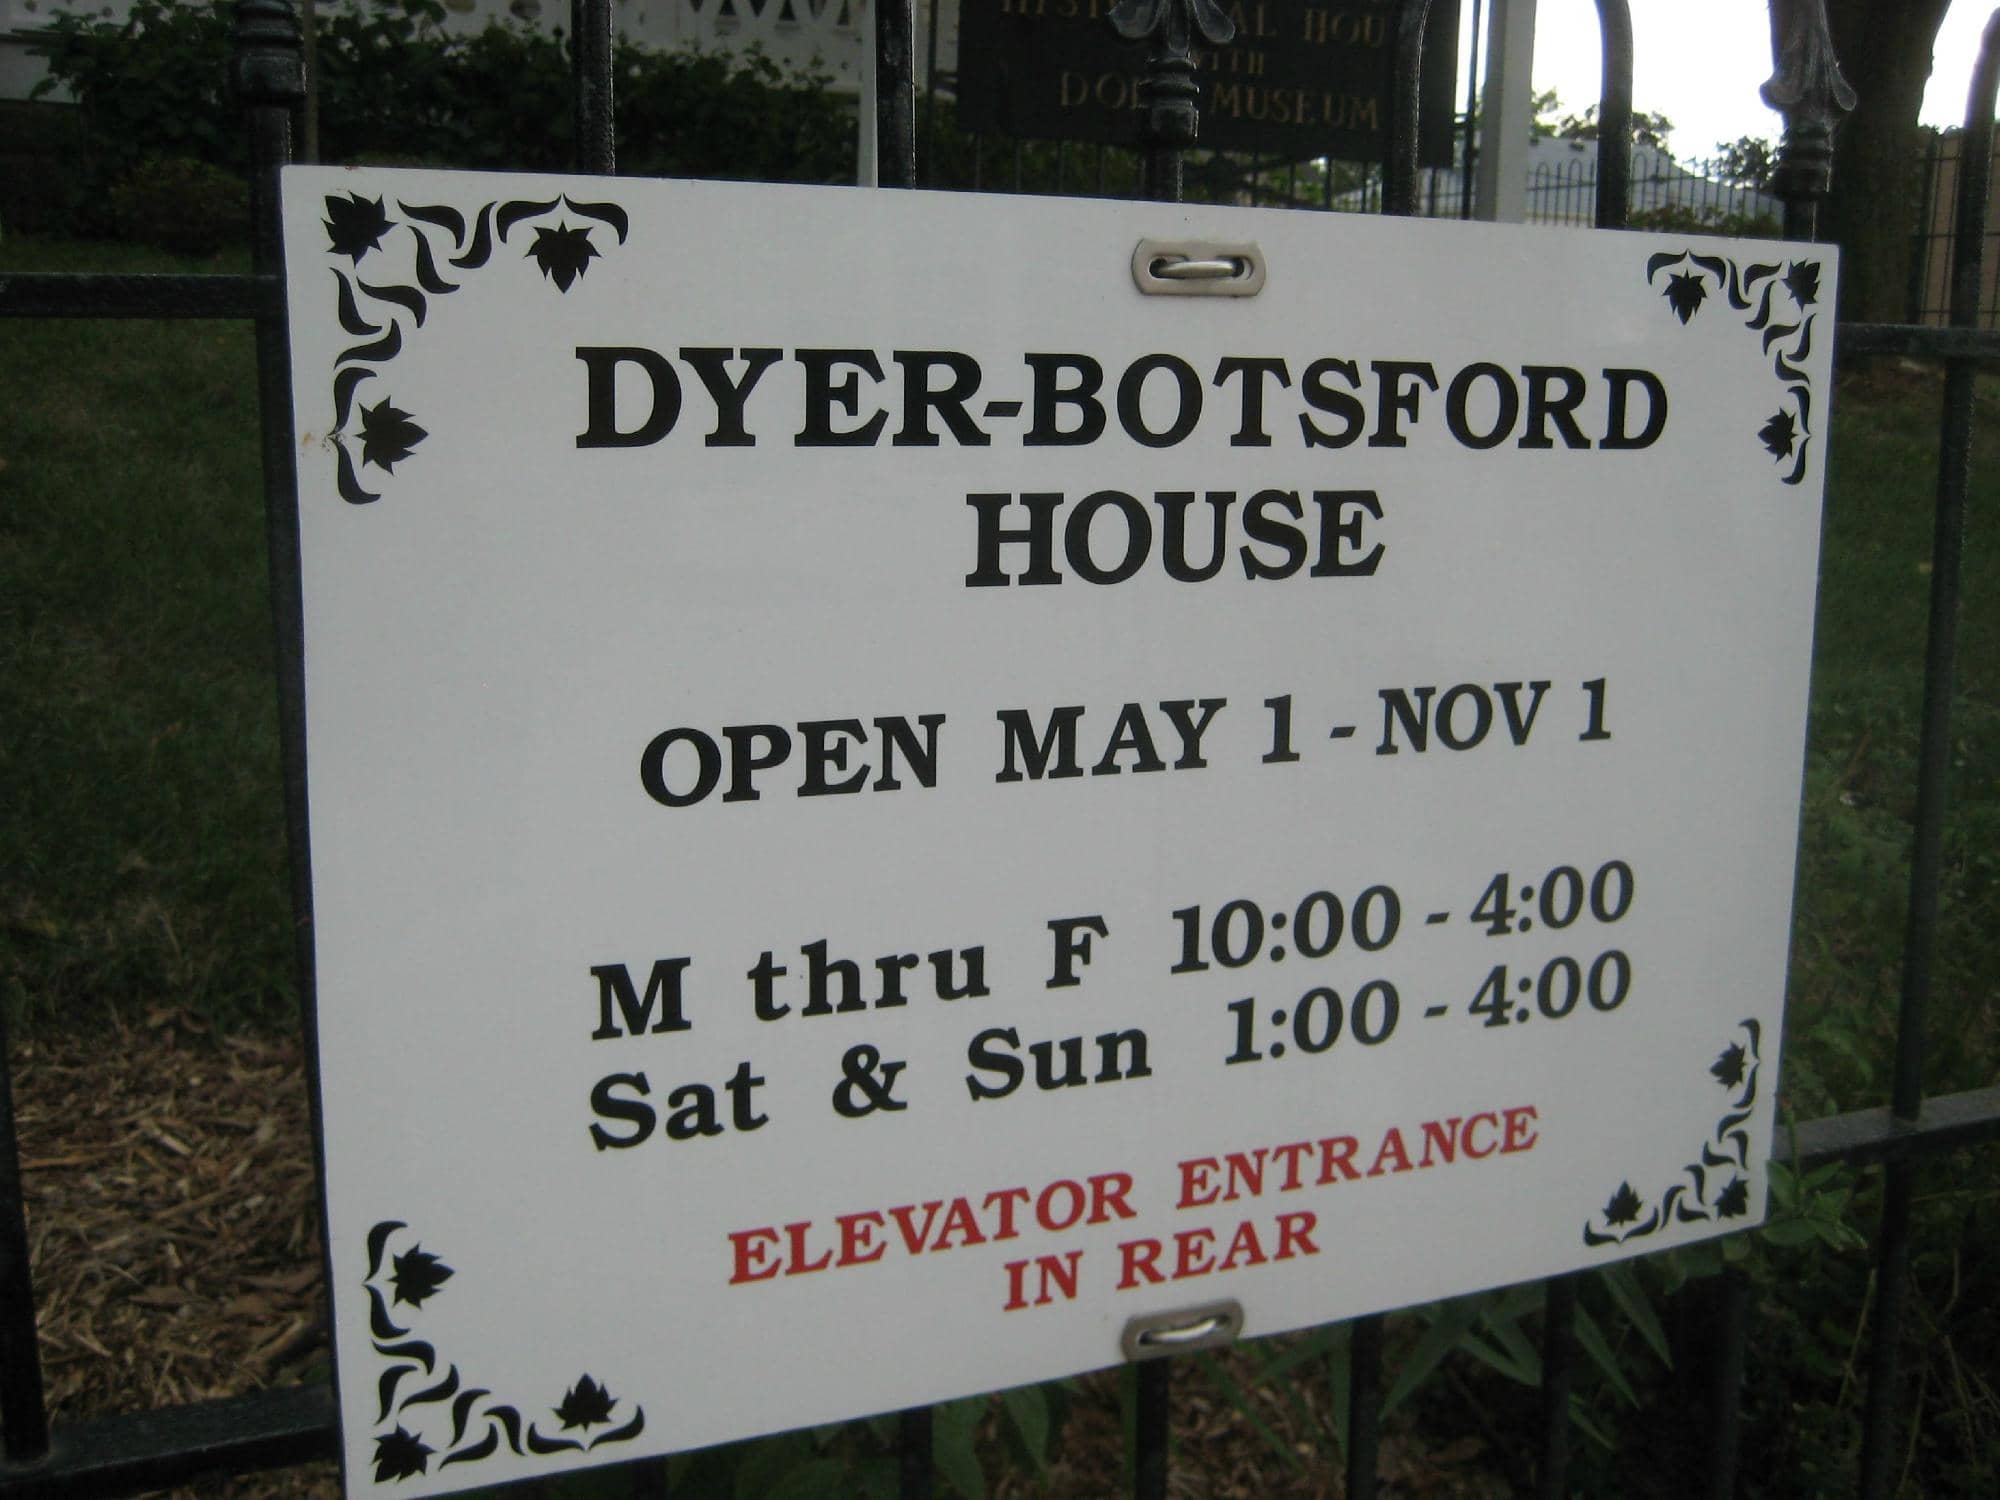 MUSEUM
DYER-BOTSFORD
HOUSE
OPEN MAY 1 - NOV 1
M thru F 10:00 - 4:00
Sat & Sun 1:00 - 4:00
ELEVATOR ENTRANCE
IN REAR